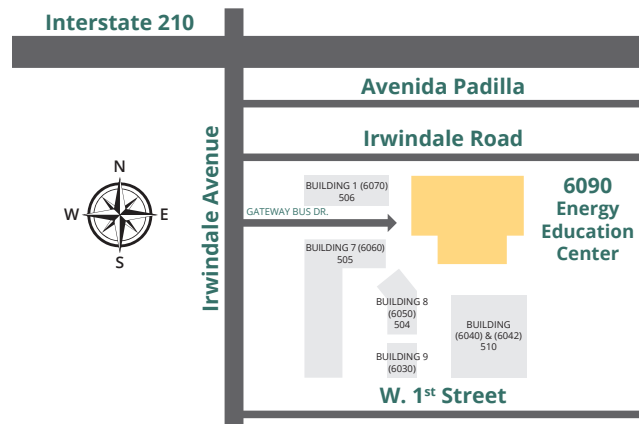 Interstate 210
Avenida Padilla
Irwindale Road
Irwindale Avenue
N
W
E
S
BUILDING 1 (6070)
506
GATEWAY BUS DR.
6090
Energy
Education
Center
BUILDING 7 (6060)
505
BUILDING 8
(6050)
504
BUILDING
(6040) & (6042)
510
BUILDING 9
(6030)
W. 1st Street